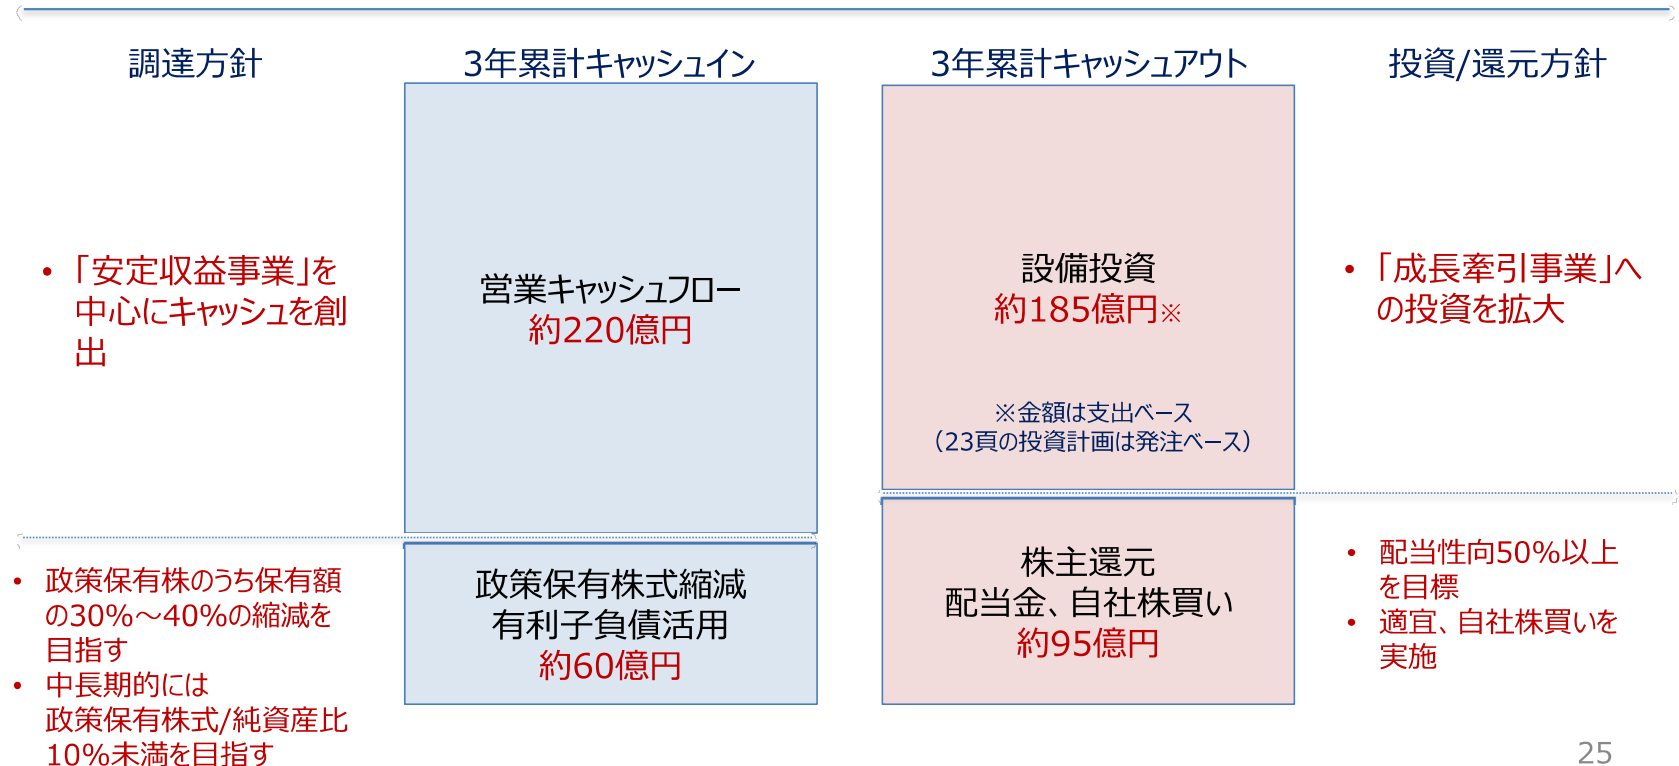 調達方針
3年累計キャッシュイン
3年累計キャッシュアウト
投資/還元方針
• 「安定収益事業」を
中心にキャッシュを創
出
営業キャッシュフロー
約220億円
設備投資
約185億円※
※金額は支出ベース
（23頁の投資計画は発注ベース）
• 「成長牽引事業」へ
の投資を拡大
• 政策保有株のうち保有額
の30%～40%の縮減を
目指す
• 中長期的には
政策保有株式/純資産比
10%未満を目指す
政策保有株式縮減
有利子負債活用
約60億円
株主還元
配当金、自社株買い
約95億円
• 配当性向50%以上
を目標
• 適宜、自社株買いを
実施
25